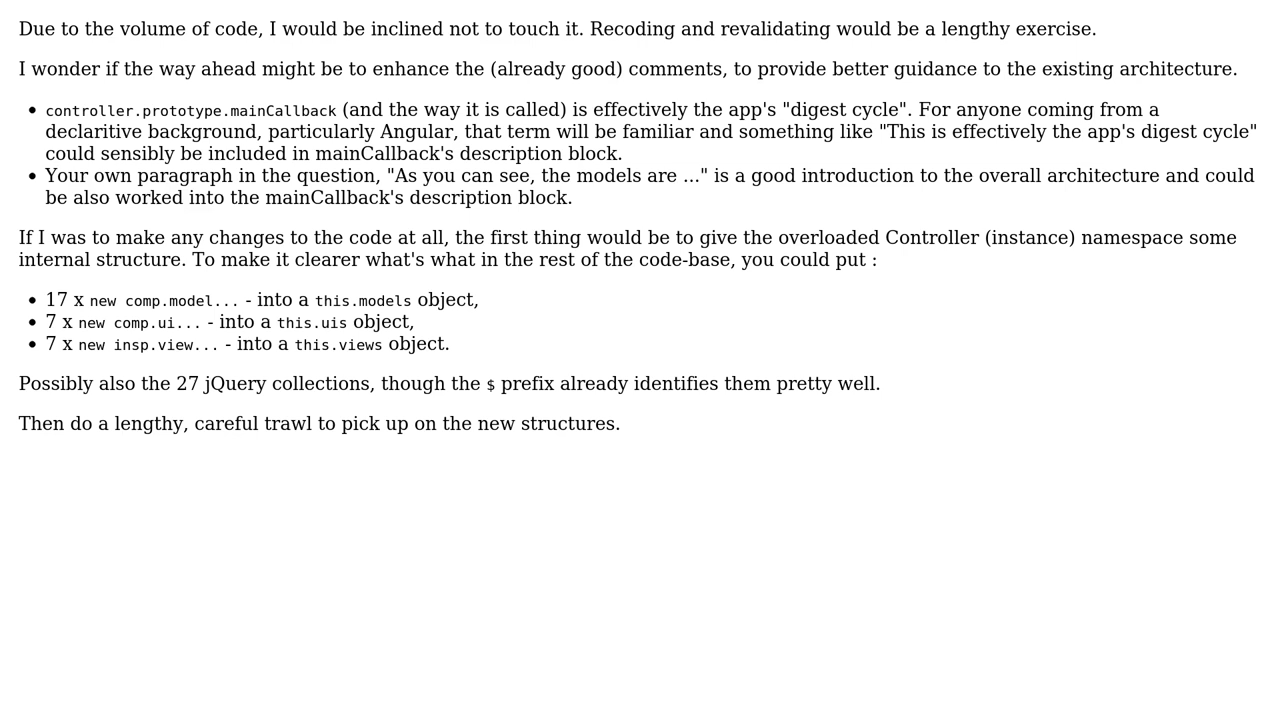 Due to the volume of code, I would be inclined not to touch it. Recoding and revalidating would be a lengthy exercise.
I wonder if the way ahead might be to enhance the (already good) comments, to provide better guidance to the existing architecture.
• controller.prototype.mainCallback (and the way it is called) is effectively the app's "digest cycle". For anyone coming from a
declaritive background, particularly Angular, that term will be familiar and something like "This is effectively the app's digest cycle"
could sensibly be included in mainCallback's description block.
• Your own paragraph in the question, "As you can see, the models are ..." is a good introduction to the overall architecture and could
be also worked into the mainCallback's description block.
If I was to make any changes to the code at all, the first thing would be to give the overloaded Controller (instance) namespace some
internal structure. To make it clearer what's what in the rest of the code-base, you could put :
• 17 x new comp.model... - into a this.models object,
• 7 x new comp.ui... - into a this.uis object,
• 7 x new insp.view... - into a this.views object.
Possibly also the 27 jQuery collections, though the $ prefix already identifies them pretty well.
Then do a lengthy, careful trawl to pick up on the new structures.